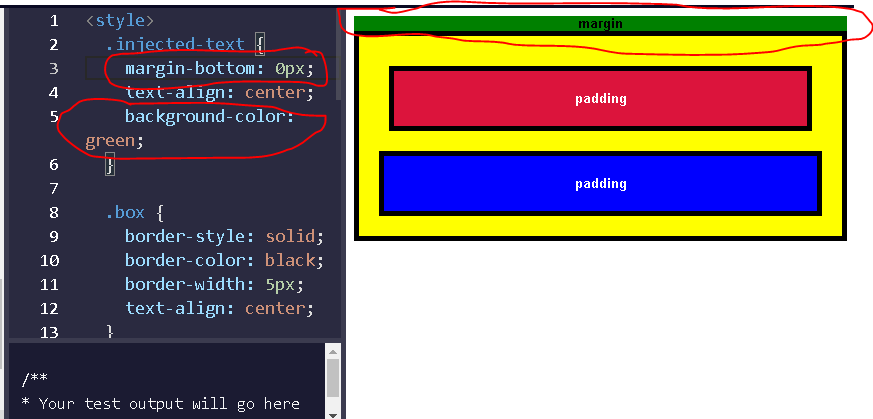 1 <style>
2 .injected-text {
3 margin-bottom: 0px;
4 text-align: center;
5 background-color:
green;
6 }
7
8 .box {
9 border-style: solid;
10 border-color: black;
11 border-width: 5px;
12 text-align: center;
13 }
/**
* Your test output will go here
margin
padding
padding